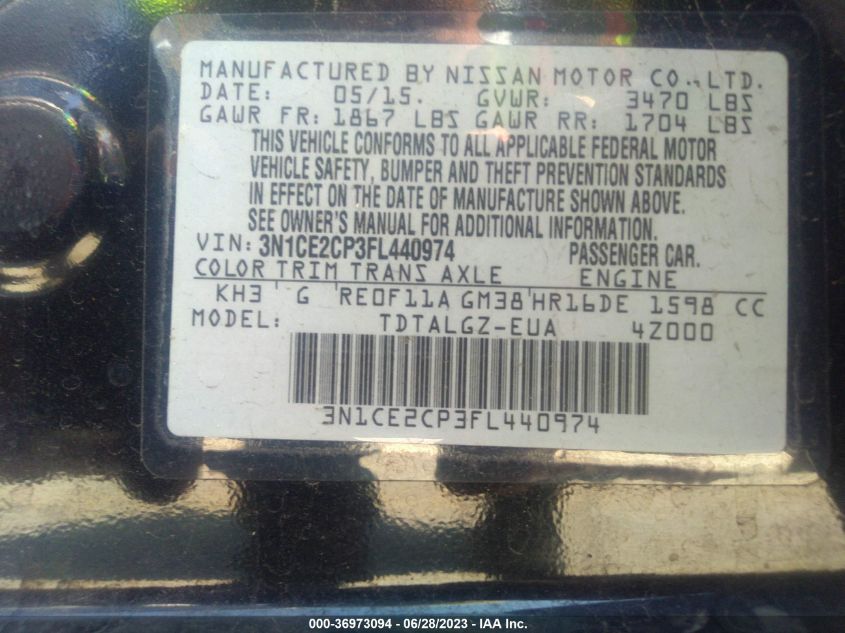 MANUFACTURED BY NISSAN MOTOR CO., LTD.
DATE: 05/15. GVWR: 3470 LBS
GAWR FR: 1867 LBS GAWR RR: 1704 LBS
THIS VEHICLE CONFORMS TO ALL APPLICABLE FEDERAL MOTOR
VEHICLE SAFETY, BUMPER AND THEFT PREVENTION STANDARDS
IN EFFECT ON THE DATE OF MANUFACTURE SHOWN ABOVE.
SEE OWNER'S MANUAL FOR ADDITIONAL INFORMATION.
VIN: 3N1CE2CP3FL440974 PASSENGER CAR.
COLOR TRIM TRANS AXLE ENGINE
KH3 G RE0F11A GM38 HR16DE 1598 CC
MODEL: TDTALGZ-EUA 4Z000
3N1CE2CP3FL440974
000-36973094 - 06/28/2023 - IAA Inc.